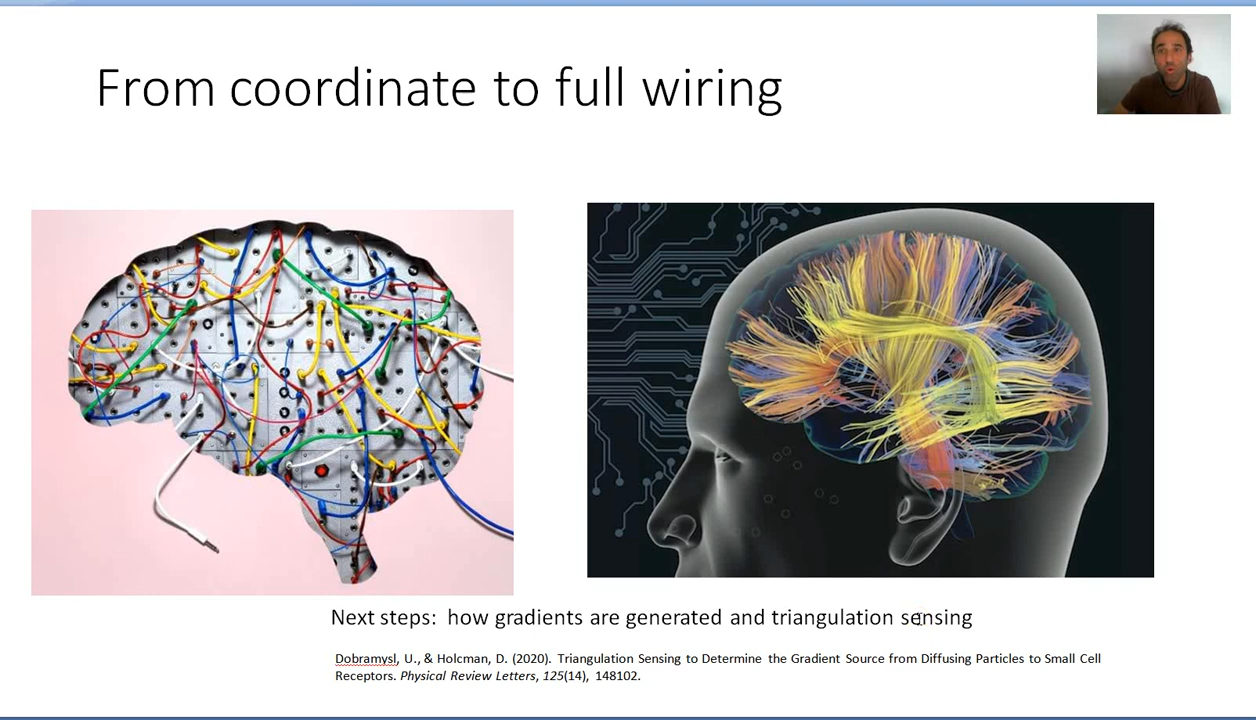 From coordinate to full wiring
Next steps: how gradients are generated and triangulation sensing
Dobramysl, U., & Holcman, D. (2020). Triangulation Sensing to Determine the Gradient Source from Diffusing Particles to Small Cell
Receptors. Physical Review Letters, 125(14), 148102.